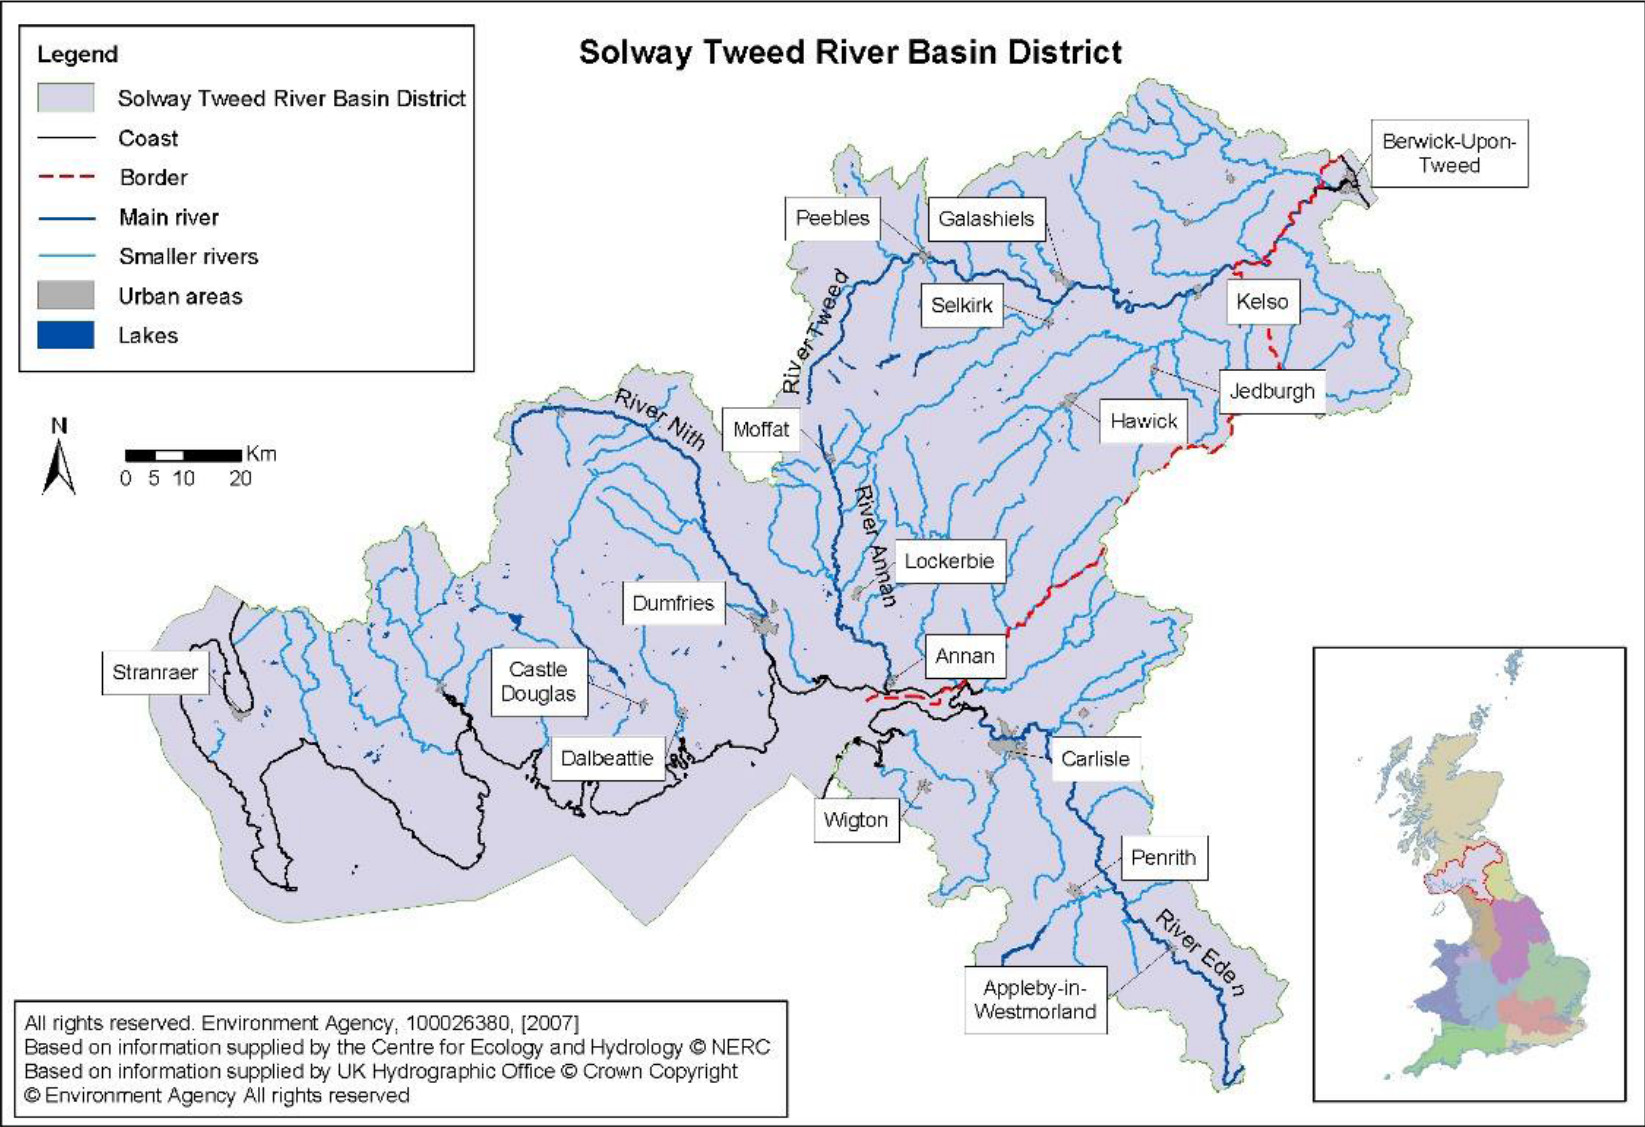 Solway Tweed River Basin District
Legend
Solway Tweed River Basin District
Coast
Border
Main river
Smaller rivers
Urban areas
Lakes
N
Km
0 5 10 20
Berwick-Upon-
Tweed
Peebles
Galashiels
Selkirk
Kelso
River Tweed
Jedburgh
Hawick
River Nith
Moffat
River Annan
Lockerbie
Dumfries
Annan
Stranraer
Castle
Douglas
Dalbeattie
Carlisle
Wigton
Penrith
River Eden
Appleby-in-
Westmorland
All rights reserved. Environment Agency, 100026380, [2007]
Based on information supplied by the Centre for Ecology and Hydrology © NERC
Based on information supplied by UK Hydrographic Office © Crown Copyright
© Environment Agency All rights reserved